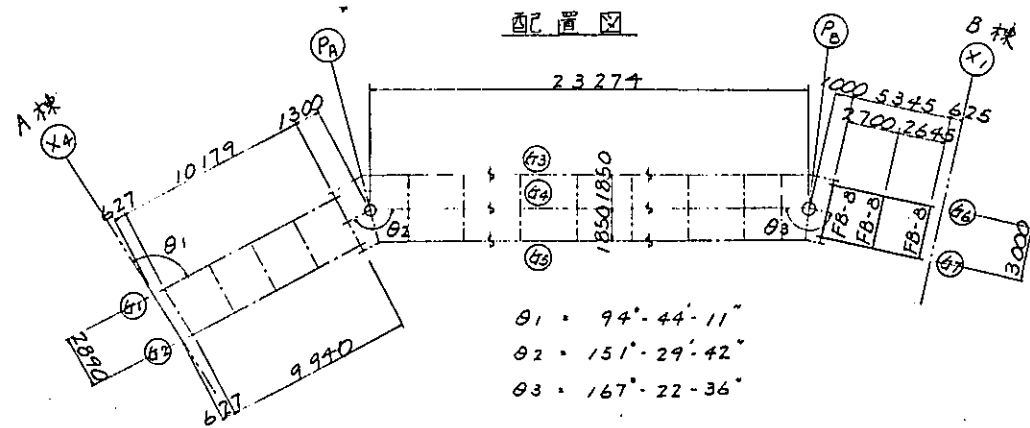 配置図
A棟
X4
PA
PB
B棟
X1
23274
1300
10179
627
1000 5345 625
2700 2645
G3
G4
G5
1850 1850
θ1
θ2
θ3
FB-8
FB-8
FB-8
G6
G7
3000
G1
G2
2890
9940
627
θ1 = 94°-44'-11"
θ2 = 151°-29'-42"
θ3 = 167°-22-36"